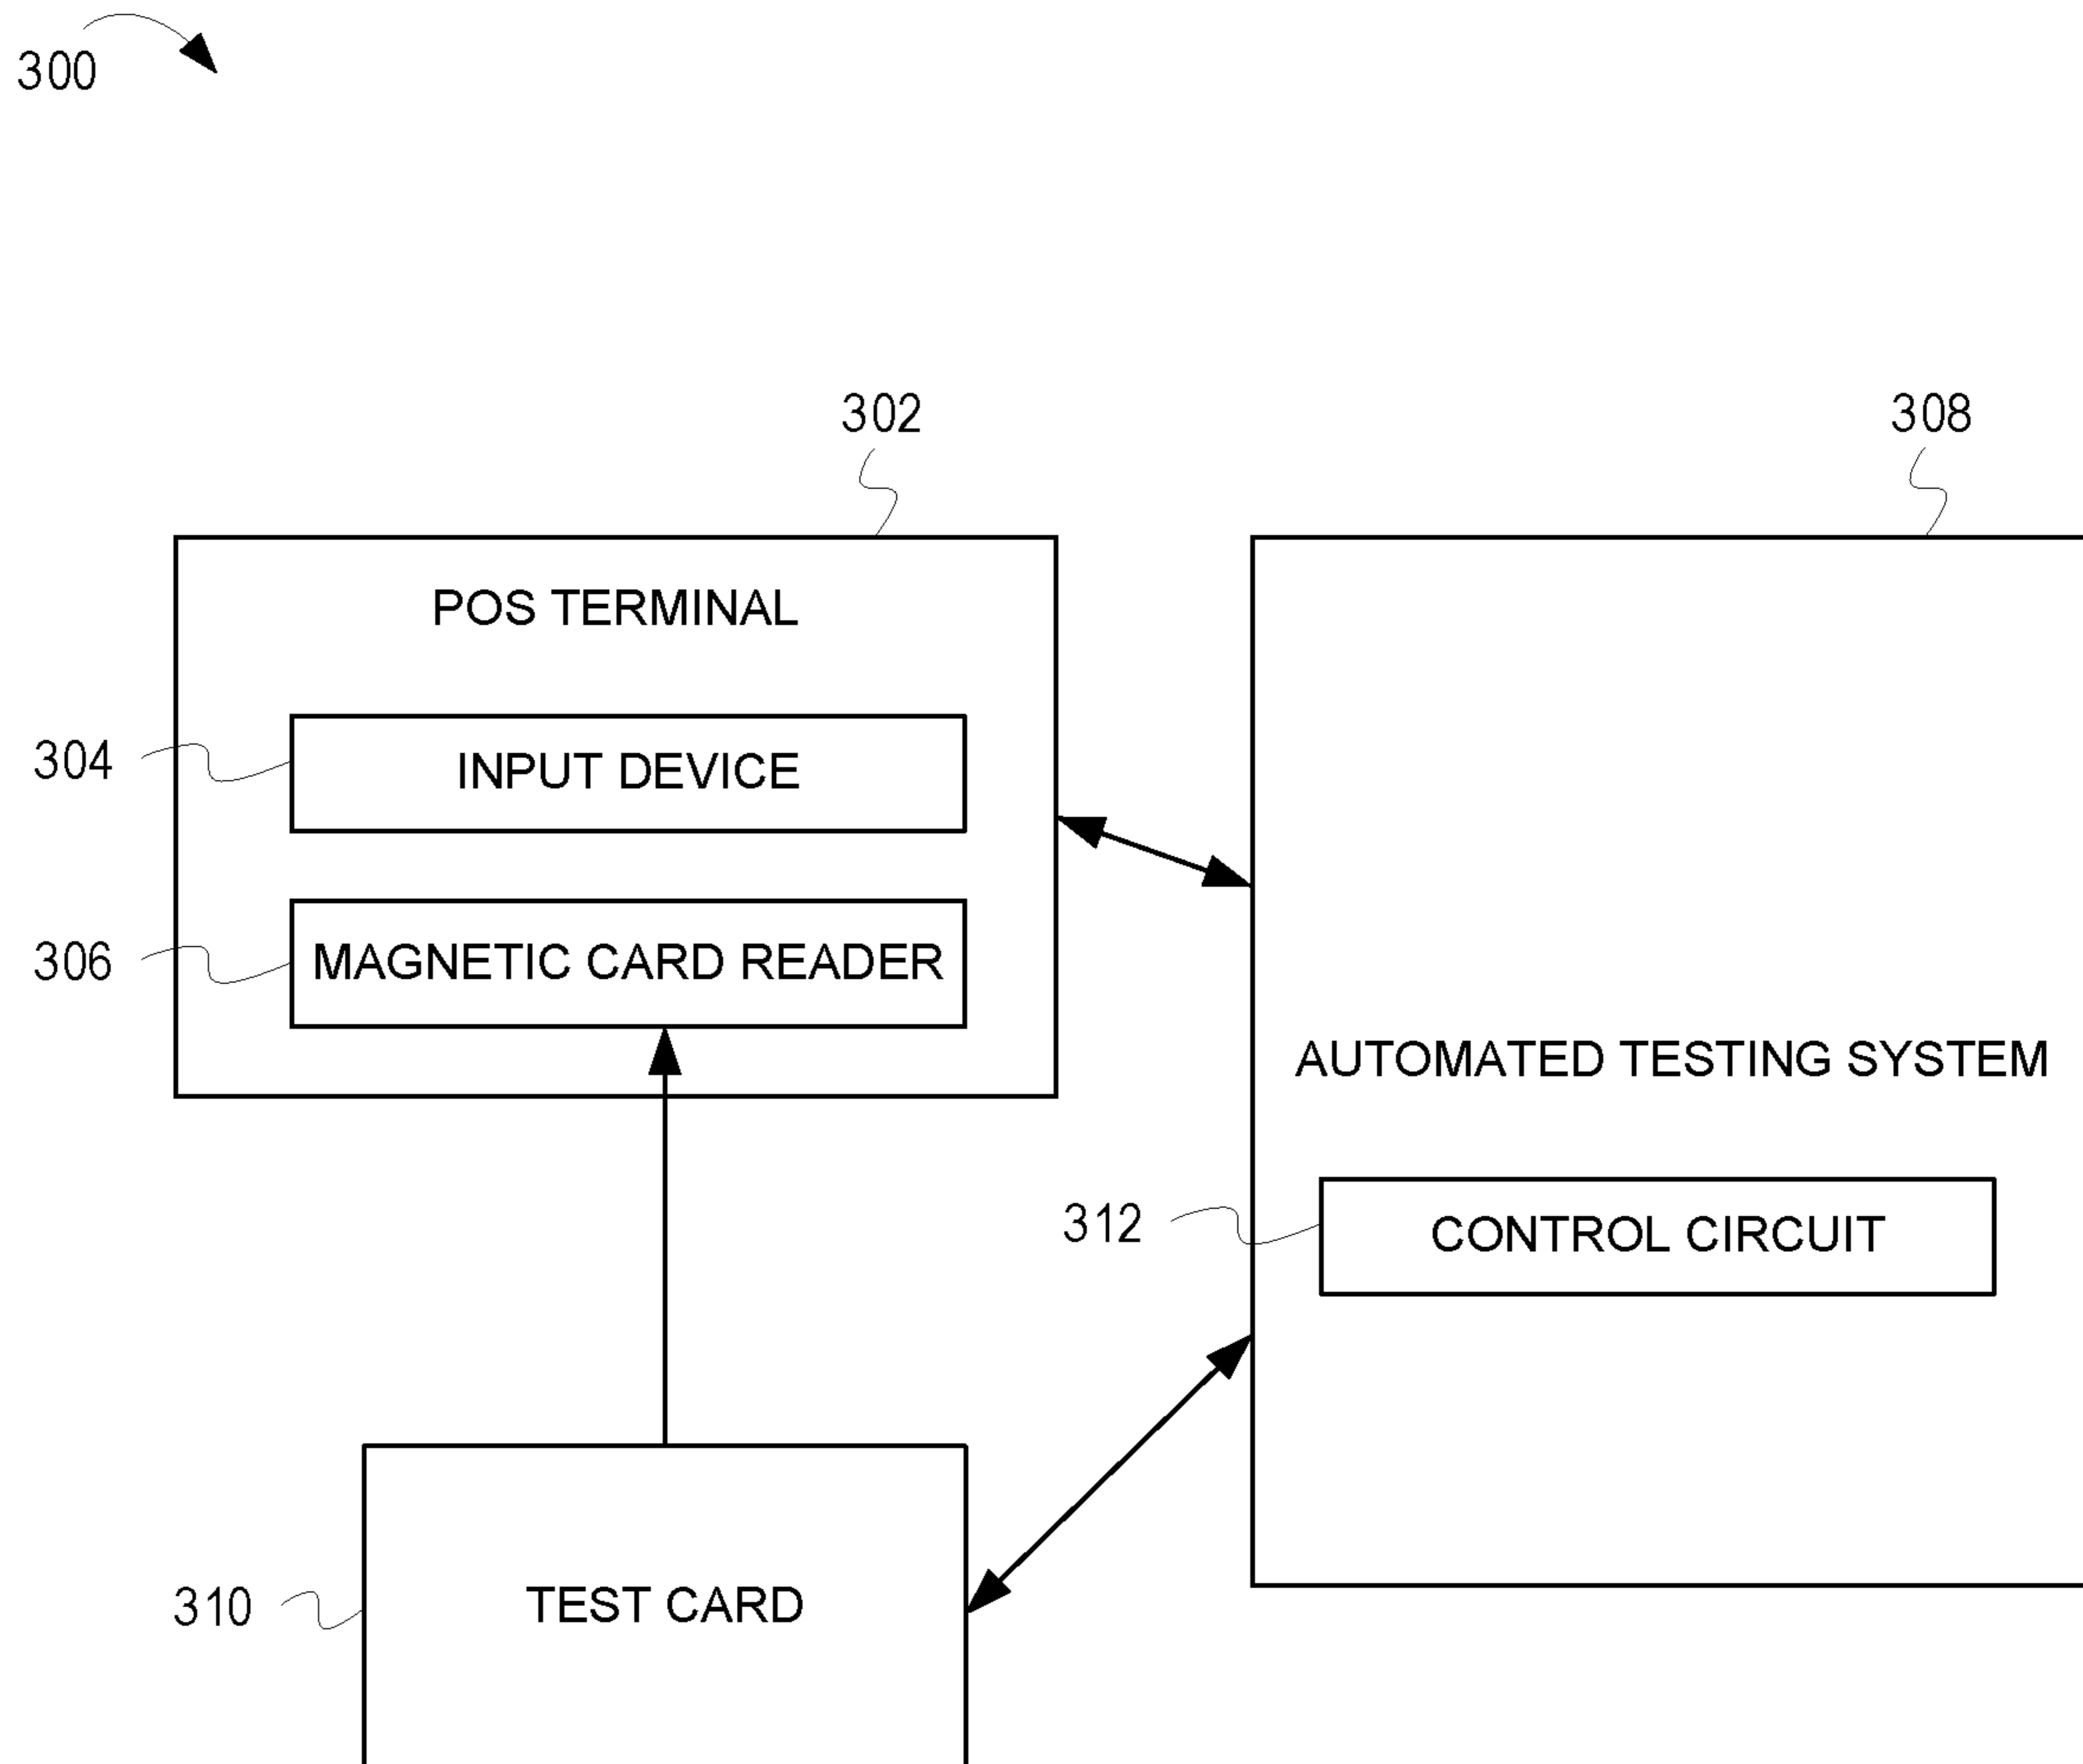 300
302
308
POS TERMINAL
304
INPUT DEVICE
306
MAGNETIC CARD READER
AUTOMATED TESTING SYSTEM
312
CONTROL CIRCUIT
310
TEST CARD